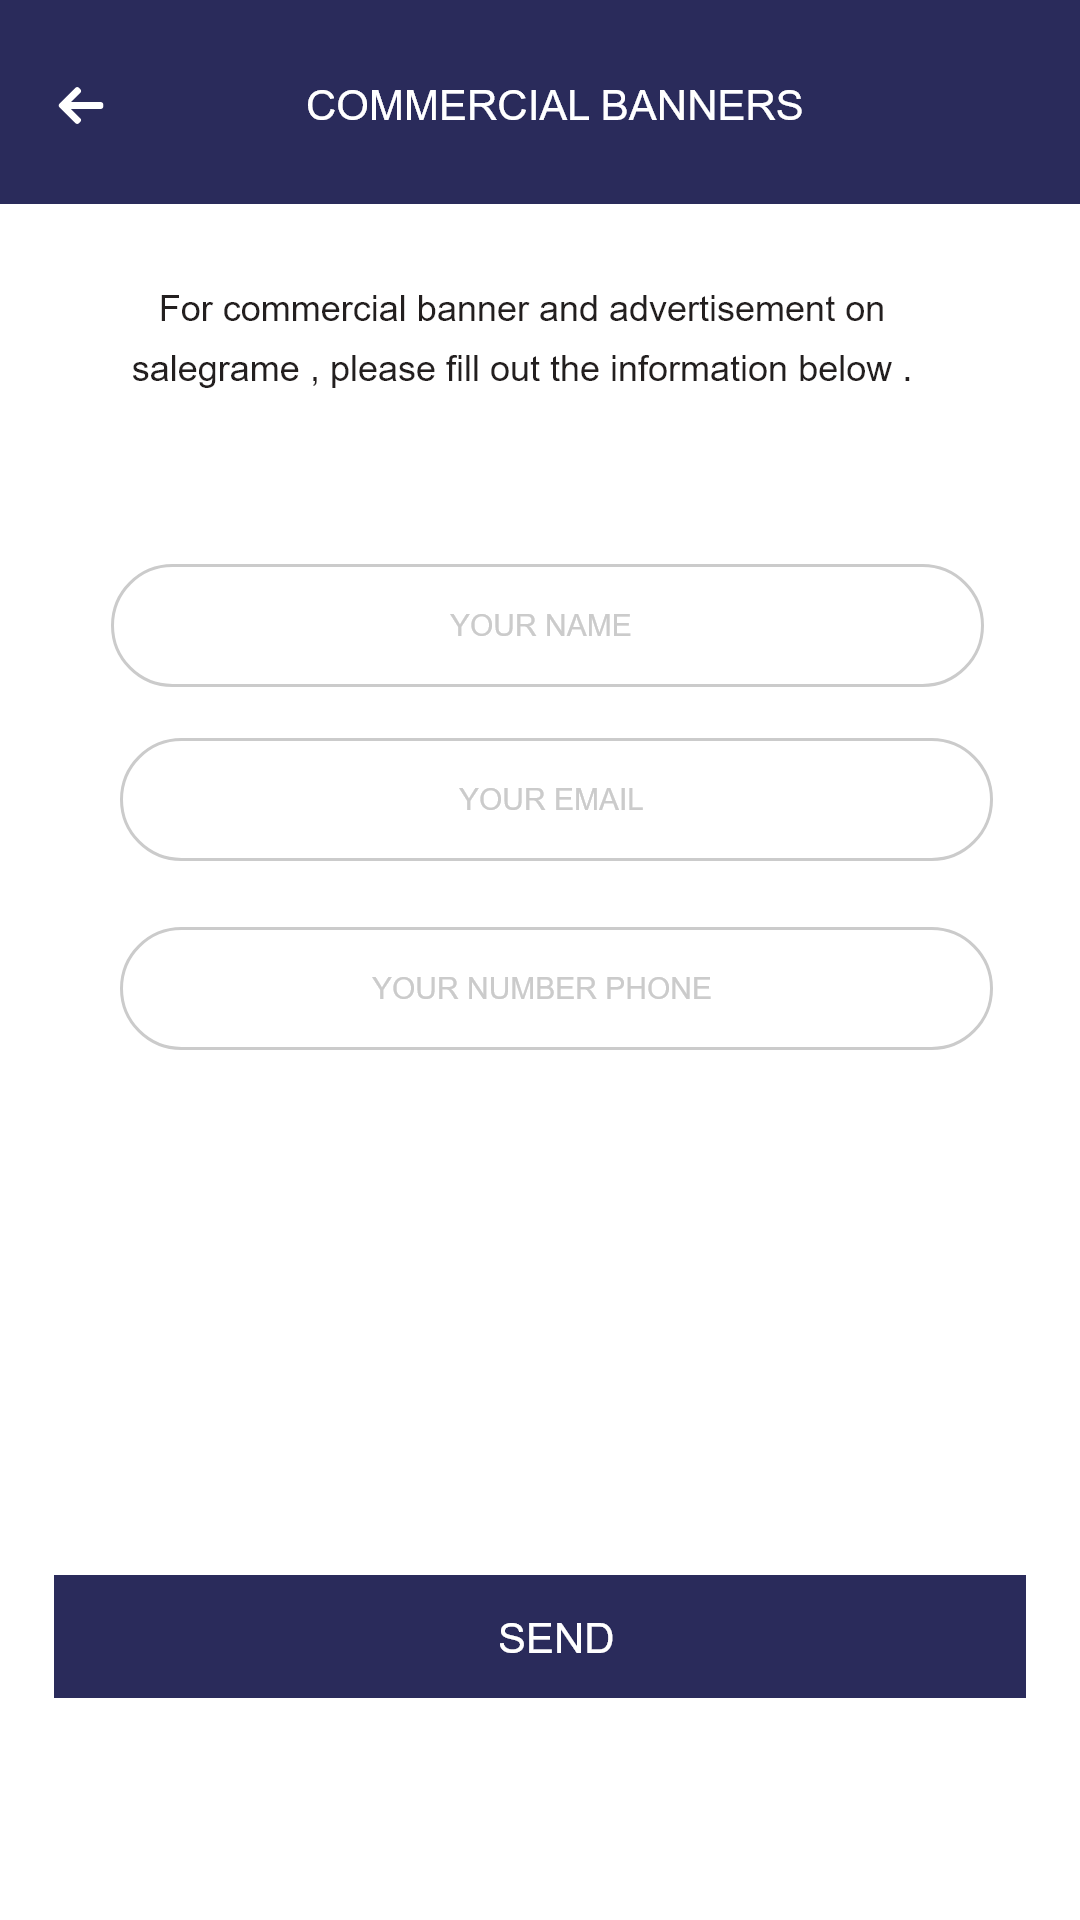 COMMERCIAL BANNERS
For commercial banner and advertisement on
salegrame , please fill out the information below .
YOUR NAME
YOUR EMAIL
YOUR NUMBER PHONE
SEND